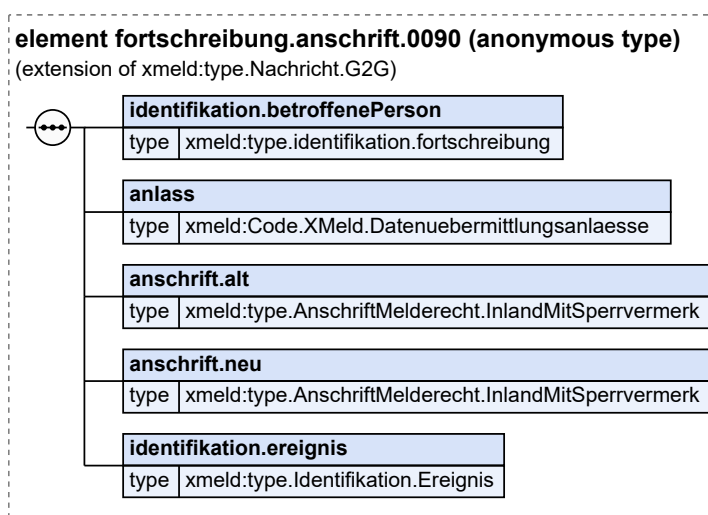 element fortschreibung.anschrift.0090 (anonymous type)
(extension of xmeld:type.Nachricht.G2G)
identifikation.betroffenePerson
type xmeld:type.identifikation.fortschreibung
anlass
type xmeld:Code.XMeld.Datenuebermittlungsanlaesse
anschrift.alt
type xmeld:type.AnschriftMelderecht.InlandMitSperrvermerk
anschrift.neu
type xmeld:type.AnschriftMelderecht.InlandMitSperrvermerk
identifikation.ereignis
type xmeld:type.Identifikation.Ereignis